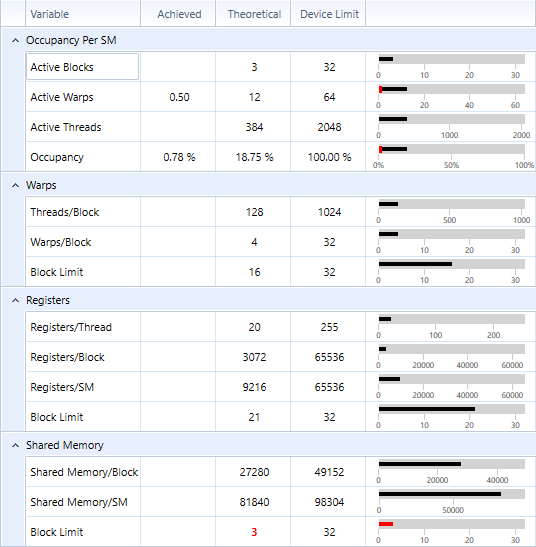 Variable Achieved Theoretical Device Limit
Occupancy Per SM
Active Blocks 3 32
0 10 20 30
Active Warps 0.50 12 64
0 20 40 60
Active Threads 384 2048
0 1000 2000
Occupancy 0.78 % 18.75 % 100.00 %
0% 50% 100%
Warps
Threads/Block 128 1024
0 500 1000
Warps/Block 4 32
0 10 20 30
Block Limit 16 32
0 10 20 30
Registers
Registers/Thread 20 255
0 100 200
Registers/Block 3072 65536
0 20000 40000 60000
Registers/SM 9216 65536
0 20000 40000 60000
Block Limit 21 32
0 10 20 30
Shared Memory
Shared Memory/Block 27280 49152
0 20000 40000
Shared Memory/SM 81840 98304
0 50000
Block Limit 3 32
0 10 20 30